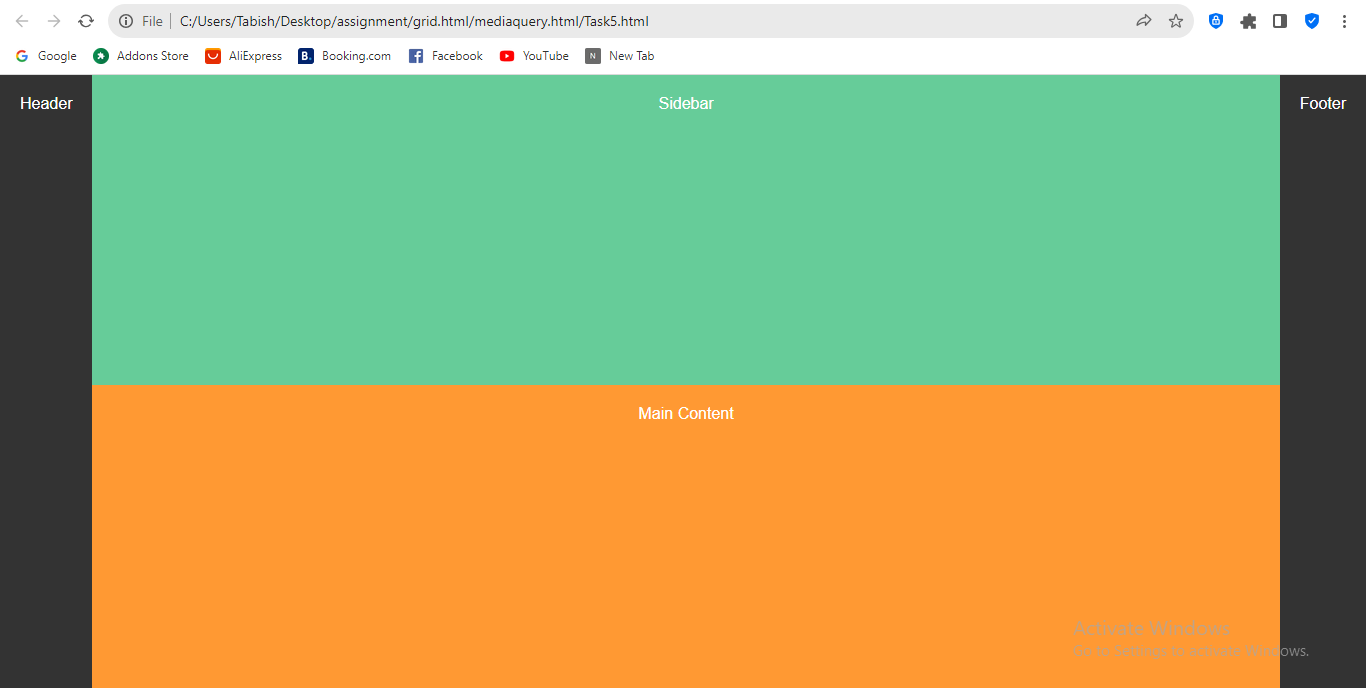 File C:/Users/Tabish/Desktop/assignment/grid.html/mediaquery.html/Task5.html
G Google Addons Store AliExpress B. Booking.com f Facebook YouTube N New Tab
Header Sidebar Footer
Main Content
Activate Windows
Go to Settings to activate Windows.